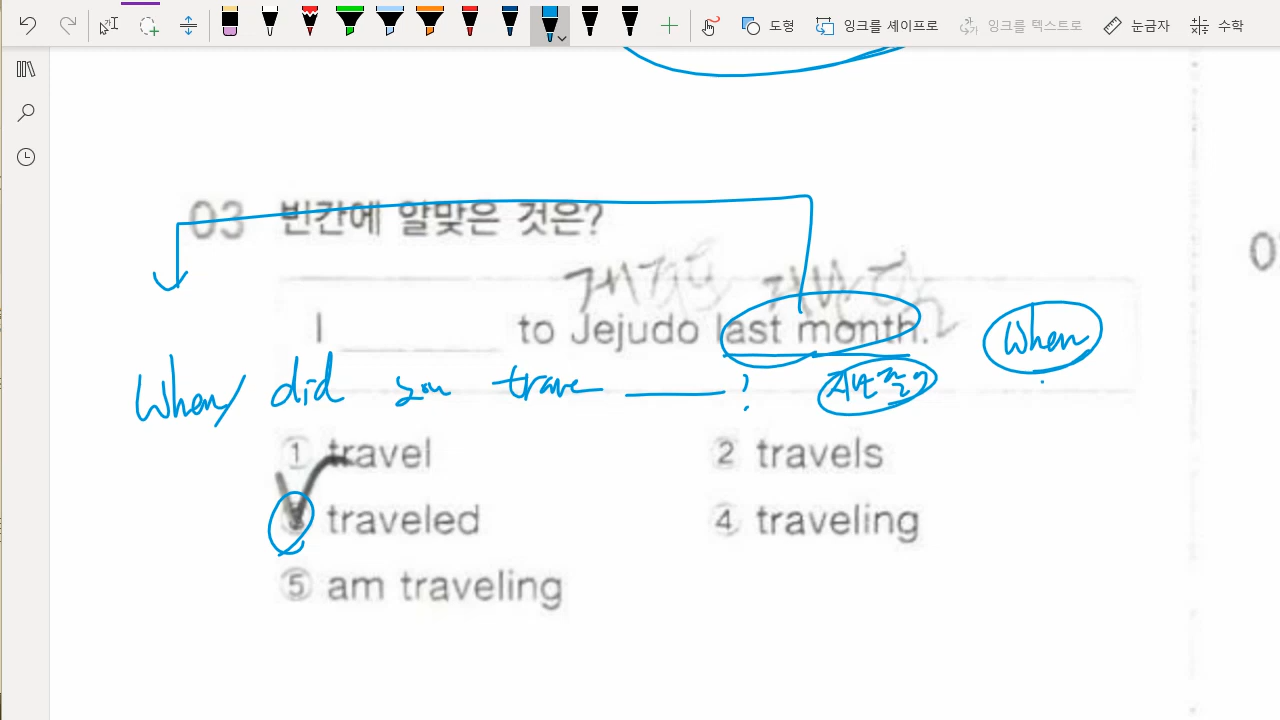 도형 잉크를 셰이프로 잉크를 텍스트로 눈금자 수학
03 빈칸에 알맞은 것은?
I ________ to Jejudo last month.
When
When did you trave ______?
① travel ② travels
③ traveled ④ traveling
⑤ am traveling